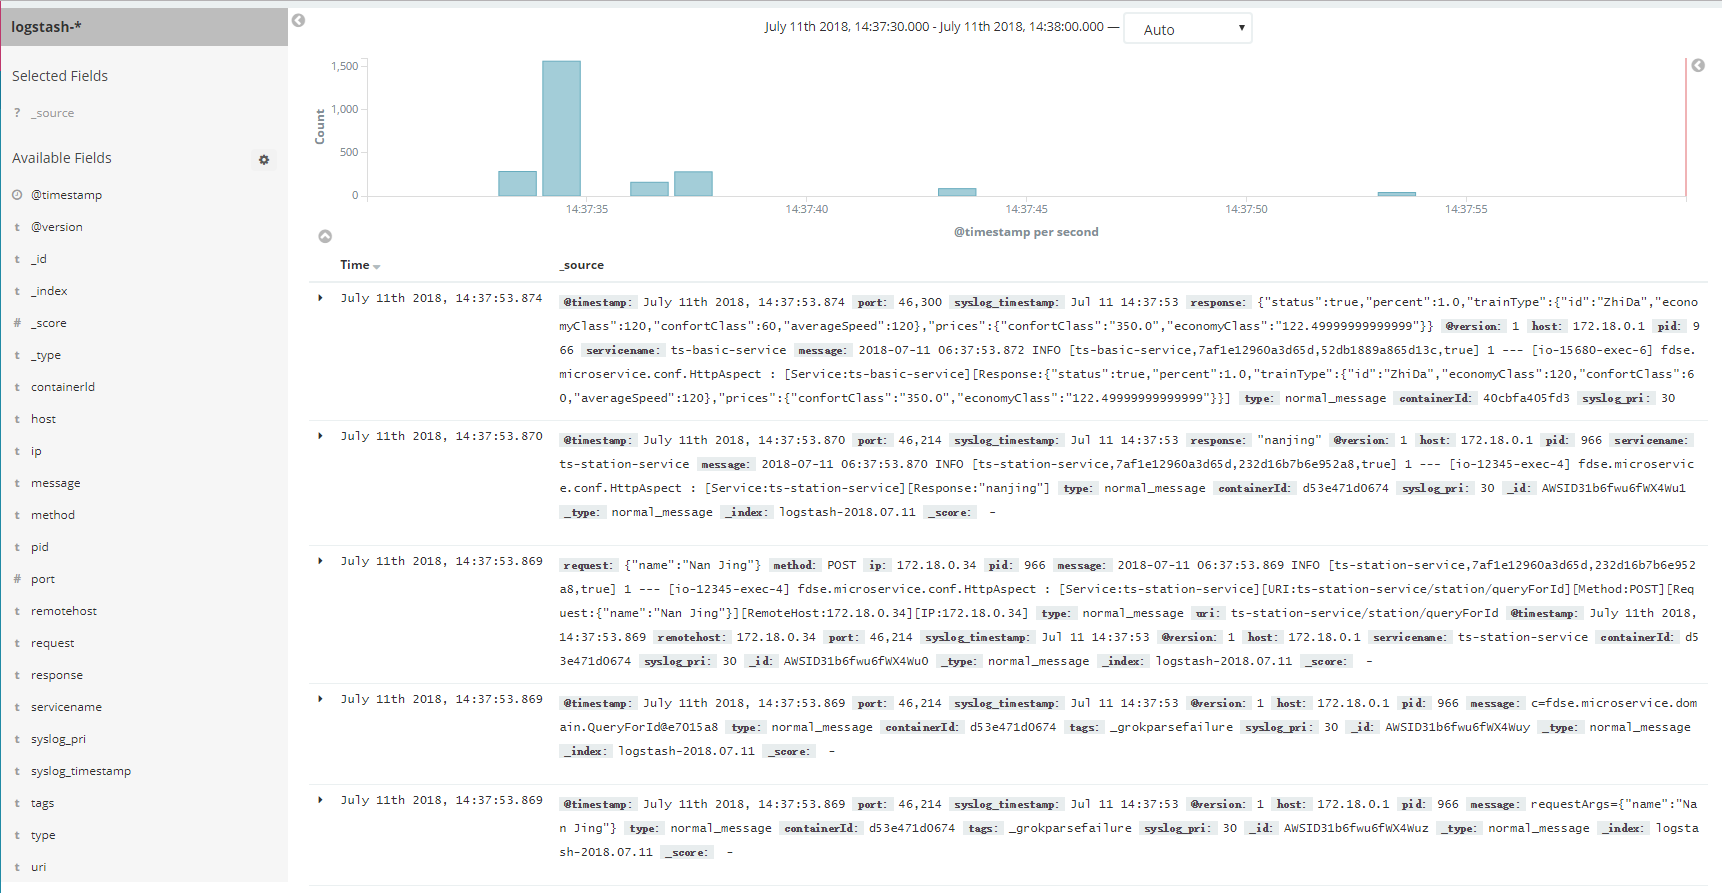 logstash-*
Selected Fields
? _source
Available Fields
@timestamp
t @version
t _id
t _index
# _score
t _type
t containerId
t host
t ip
t message
t method
t pid
# port
t remotehost
t request
t response
t servicename
t syslog_pri
t syslog_timestamp
t tags
t type
t uri
July 11th 2018, 14:37:30.000 - July 11th 2018, 14:38:00.000 — Auto
1,500
1,000
500
0
Count
14:37:35 14:37:40 14:37:45 14:37:50 14:37:55
@timestamp per second
Time _source
July 11th 2018, 14:37:53.874 @timestamp: July 11th 2018, 14:37:53.874 port: 46,300 syslog_timestamp: Jul 11 14:37:53 response: {"status":true,"percent":1.0,"trainType":{"id":"ZhiDa","econo
myClass":120,"confortClass":60,"averageSpeed":120},"prices":{"confortClass":"350.0","economyClass":"122.49999999999999"}} @version: 1 host: 172.18.0.1 pid: 9
66 servicename: ts-basic-service message: 2018-07-11 06:37:53.872 INFO [ts-basic-service,7af1e12960a3d65d,52db1889a865d13c,true] 1 --- [io-15680-exec-6] fdse.
microservice.conf.HttpAspect : [Service:ts-basic-service][Response:{"status":true,"percent":1.0,"trainType":{"id":"ZhiDa","economyClass":120,"confortClass":6
0,"averageSpeed":120},"prices":{"confortClass":"350.0","economyClass":"122.49999999999999"}}] type: normal_message containerId: 40cbfa405fd3 syslog_pri: 30
July 11th 2018, 14:37:53.870 @timestamp: July 11th 2018, 14:37:53.870 port: 46,214 syslog_timestamp: Jul 11 14:37:53 response: "nanjing" @version: 1 host: 172.18.0.1 pid: 966 servicename:
ts-station-service message: 2018-07-11 06:37:53.870 INFO [ts-station-service,7af1e12960a3d65d,232d16b7b6e952a8,true] 1 --- [io-12345-exec-4] fdse.microservic
e.conf.HttpAspect : [Service:ts-station-service][Response:"nanjing"] type: normal_message containerId: d53e471d0674 syslog_pri: 30 _id: AWSID31b6fwu6fWX4Wu1
_type: normal_message _index: logstash-2018.07.11 _score: -
July 11th 2018, 14:37:53.869 request: {"name":"Nan Jing"} method: POST ip: 172.18.0.34 pid: 966 message: 2018-07-11 06:37:53.869 INFO [ts-station-service,7af1e12960a3d65d,232d16b7b6e952
a8,true] 1 --- [io-12345-exec-4] fdse.microservice.conf.HttpAspect : [Service:ts-station-service][URI:ts-station-service/station/queryForId][Method:POST][Req
uest:{"name":"Nan Jing"}][RemoteHost:172.18.0.34][IP:172.18.0.34] type: normal_message uri: ts-station-service/station/queryForId @timestamp: July 11th 2018,
14:37:53.869 remotehost: 172.18.0.34 port: 46,214 syslog_timestamp: Jul 11 14:37:53 @version: 1 host: 172.18.0.1 servicename: ts-station-service containerId: d5
3e471d0674 syslog_pri: 30 _id: AWSID31b6fwu6fWX4Wu0 _type: normal_message _index: logstash-2018.07.11 _score: -
July 11th 2018, 14:37:53.869 @timestamp: July 11th 2018, 14:37:53.869 port: 46,214 syslog_timestamp: Jul 11 14:37:53 @version: 1 host: 172.18.0.1 pid: 966 message: c=fdse.microservice.dom
ain.QueryForId@e7015a8 type: normal_message containerId: d53e471d0674 tags: _grokparsefailure syslog_pri: 30 _id: AWSID31b6fwu6fWX4Wuy _type: normal_message
_index: logstash-2018.07.11 _score: -
July 11th 2018, 14:37:53.869 @timestamp: July 11th 2018, 14:37:53.869 port: 46,214 syslog_timestamp: Jul 11 14:37:53 @version: 1 host: 172.18.0.1 pid: 966 message: requestArgs={"name":"Na
n Jing"} type: normal_message containerId: d53e471d0674 tags: _grokparsefailure syslog_pri: 30 _id: AWSID31b6fwu6fWX4Wuz _type: normal_message _index: logsta
sh-2018.07.11 _score: -